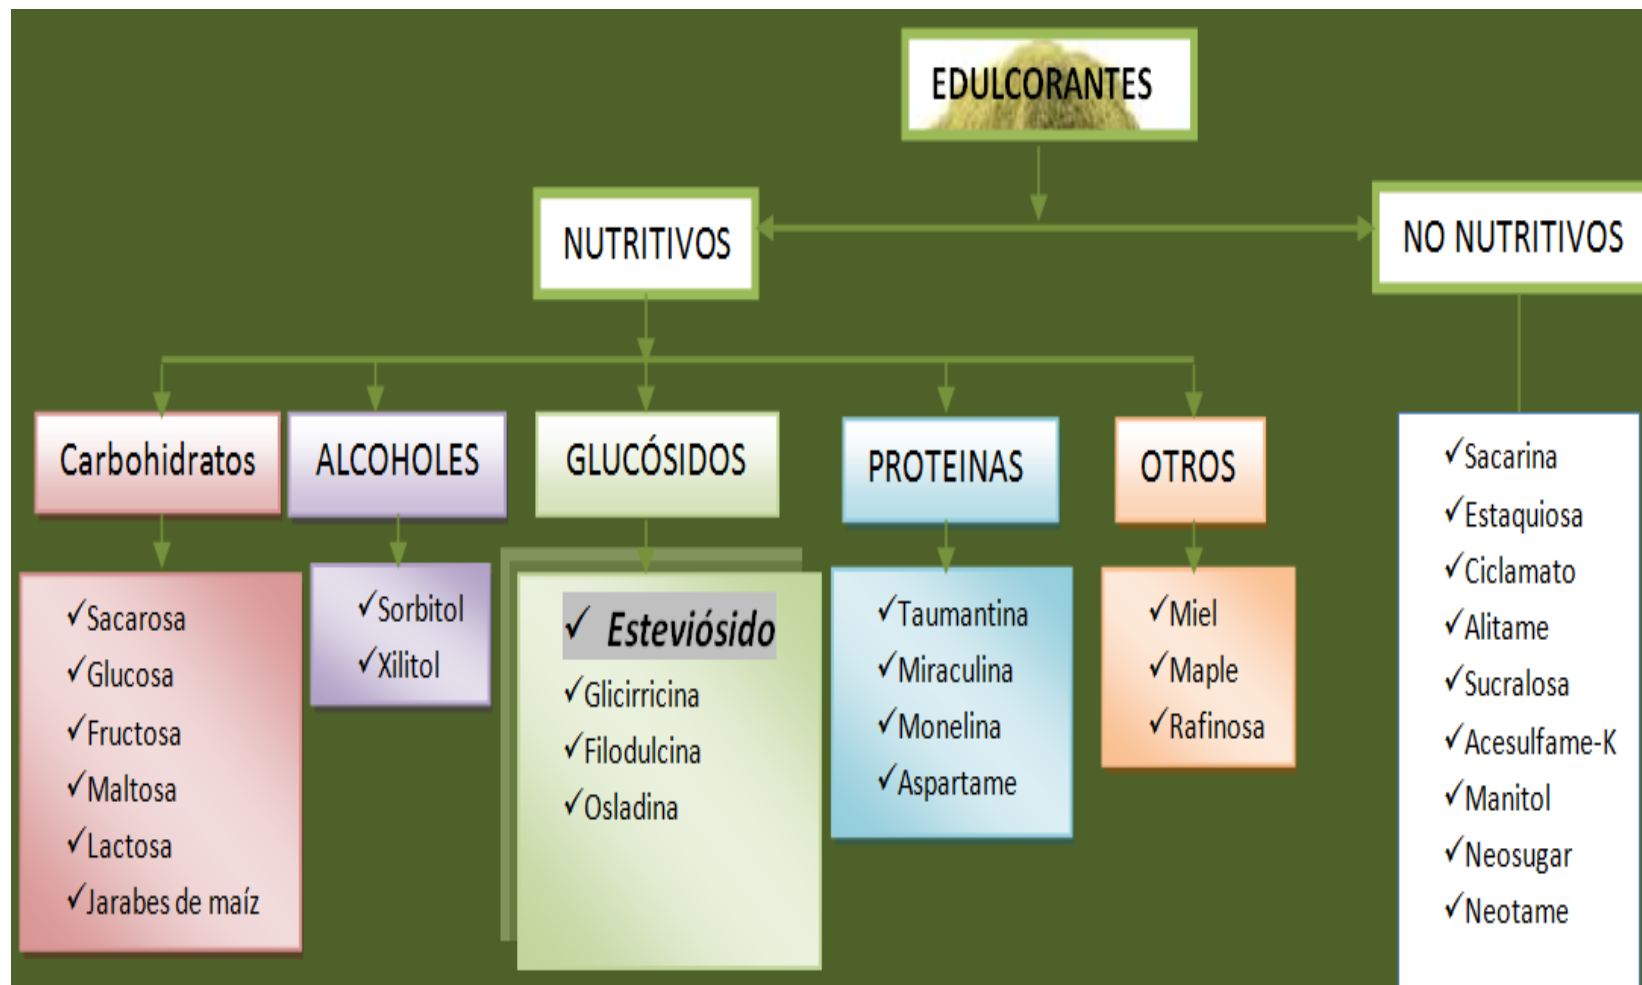 EDULCORANTES
NUTRITIVOS
NO NUTRITIVOS
Carbohidratos
✓Sacarosa
✓Glucosa
✓Fructosa
✓Maltosa
✓Lactosa
✓Jarabes de maíz
ALCOHOLES
✓Sorbitol
✓Xilitol
GLUCÓSIDOS
✓ Esteviósido
✓Glicirricina
✓Filodulcina
✓Osladina
PROTEINAS
✓Taumantina
✓Miraculina
✓Monelina
✓Aspartame
OTROS
✓Miel
✓Maple
✓Rafinosa
✓Sacarina
✓Estaquiosa
✓Ciclamato
✓Alitame
✓Sucralosa
✓Acesulfame-K
✓Manitol
✓Neosugar
✓Neotame